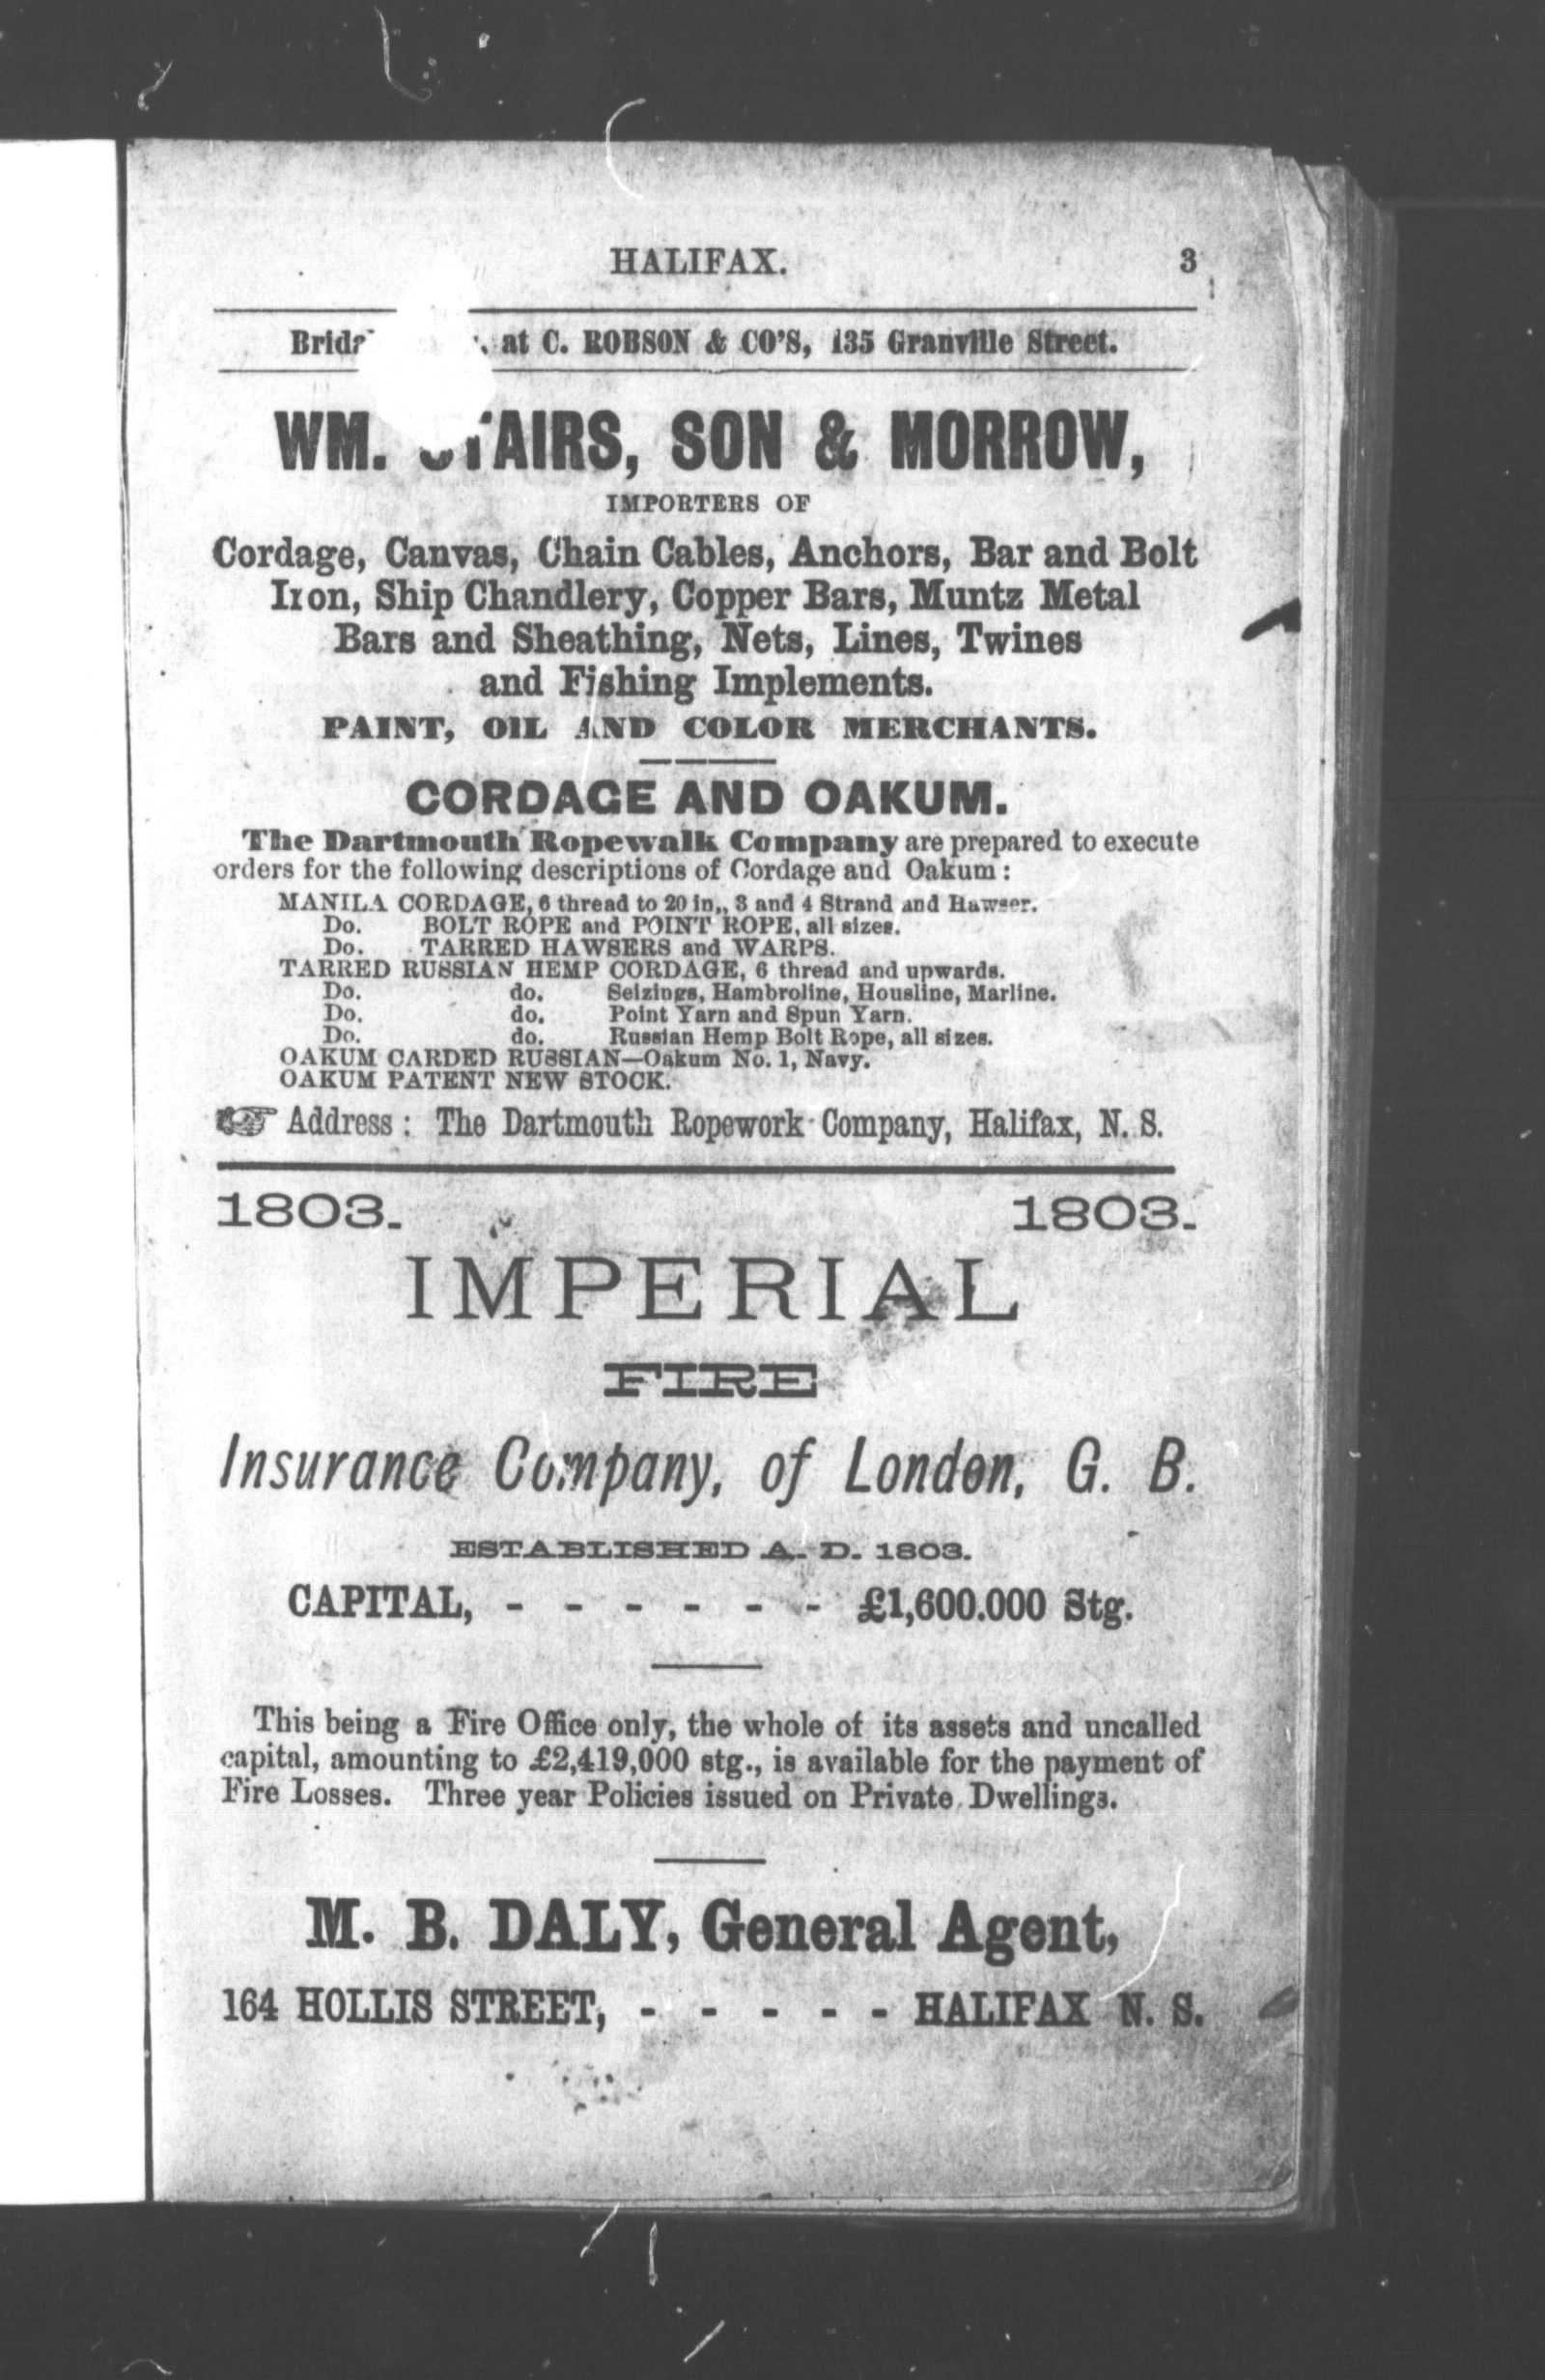 HALIFAX. 3
at C. ROBSON & CO'S, 135 Granville Street.
WM. STAIRS, SON & MORROW,
IMPORTERS OF
Cordage, Canvas, Chain Cables, Anchors, Bar and Bolt
Iron, Ship Chandlery, Copper Bars, Muntz Metal
Bars and Sheathing, Nets, Lines, Twines
and Fishing Implements.
PAINT, OIL AND COLOR MERCHANTS.
CORDAGE AND OAKUM.
The Dartmouth Ropewalk Company are prepared to execute
orders for the following descriptions of Cordage and Oakum:
MANILA CORDAGE, 6 thread to 20 in,, 3 and 4 Strand and Hawser.
Do. BOLT ROPE and POINT ROPE, all sizes.
Do. TARRED HAWSERS and WARPS.
TARRED RUSSIAN HEMP CORDAGE, 6 thread and upwards.
Do. do. Seizings, Hambroline, Housline, Marline.
Do. do. Point Yarn and Spun Yarn.
Do. do. Russian Hemp Bolt Rope, all sizes.
OAKUM CARDED RUSSIAN—Oakum No. 1, Navy.
OAKUM PATENT NEW STOCK.
☞ Address: The Dartmouth Ropework Company, Halifax, N. S.
1803. 1803.
IMPERIAL
FIRE
Insurance Company, of London, G. B.
ESTABLISHED A. D. 1803.
CAPITAL, - - - - - - £1,600.000 Stg.
This being a Fire Office only, the whole of its assets and uncalled
capital, amounting to £2,419,000 stg., is available for the payment of
Fire Losses. Three year Policies issued on Private Dwellings.
M. B. DALY, General Agent,
164 HOLLIS STREET, - - - - - HALIFAX N. S.